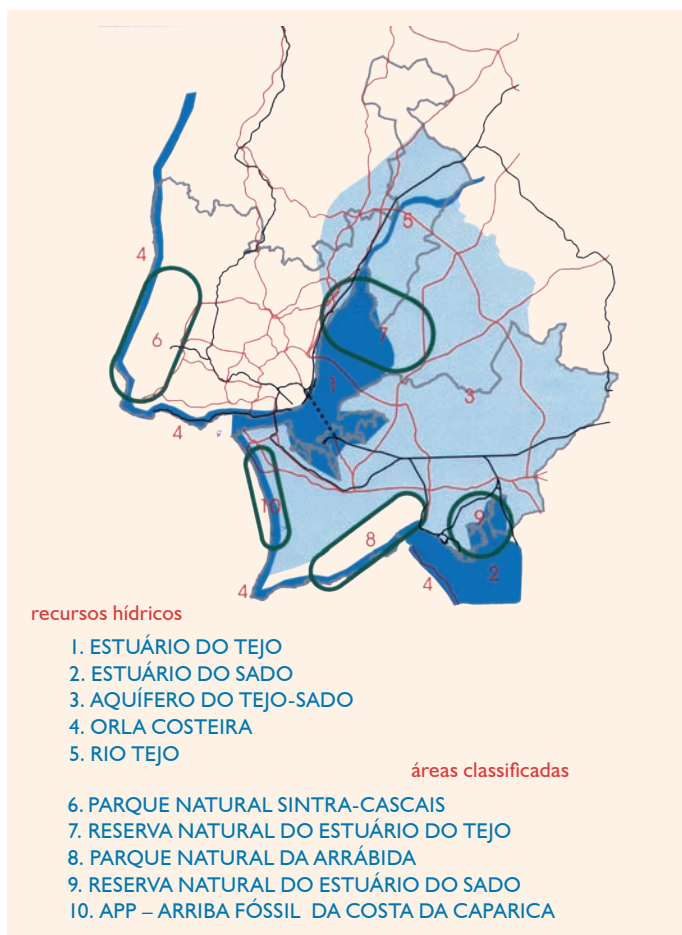 5
4
7
6
1
3
4
10
9
8
2
4
4
recursos hídricos
1. ESTUÁRIO DO TEJO
2. ESTUÁRIO DO SADO
3. AQUÍFERO DO TEJO-SADO
4. ORLA COSTEIRA
5. RIO TEJO
áreas classificadas
6. PARQUE NATURAL SINTRA-CASCAIS
7. RESERVA NATURAL DO ESTUÁRIO DO TEJO
8. PARQUE NATURAL DA ARRÁBIDA
9. RESERVA NATURAL DO ESTUÁRIO DO SADO
10. APP – ARRIBA FÓSSIL DA COSTA DA CAPARICA